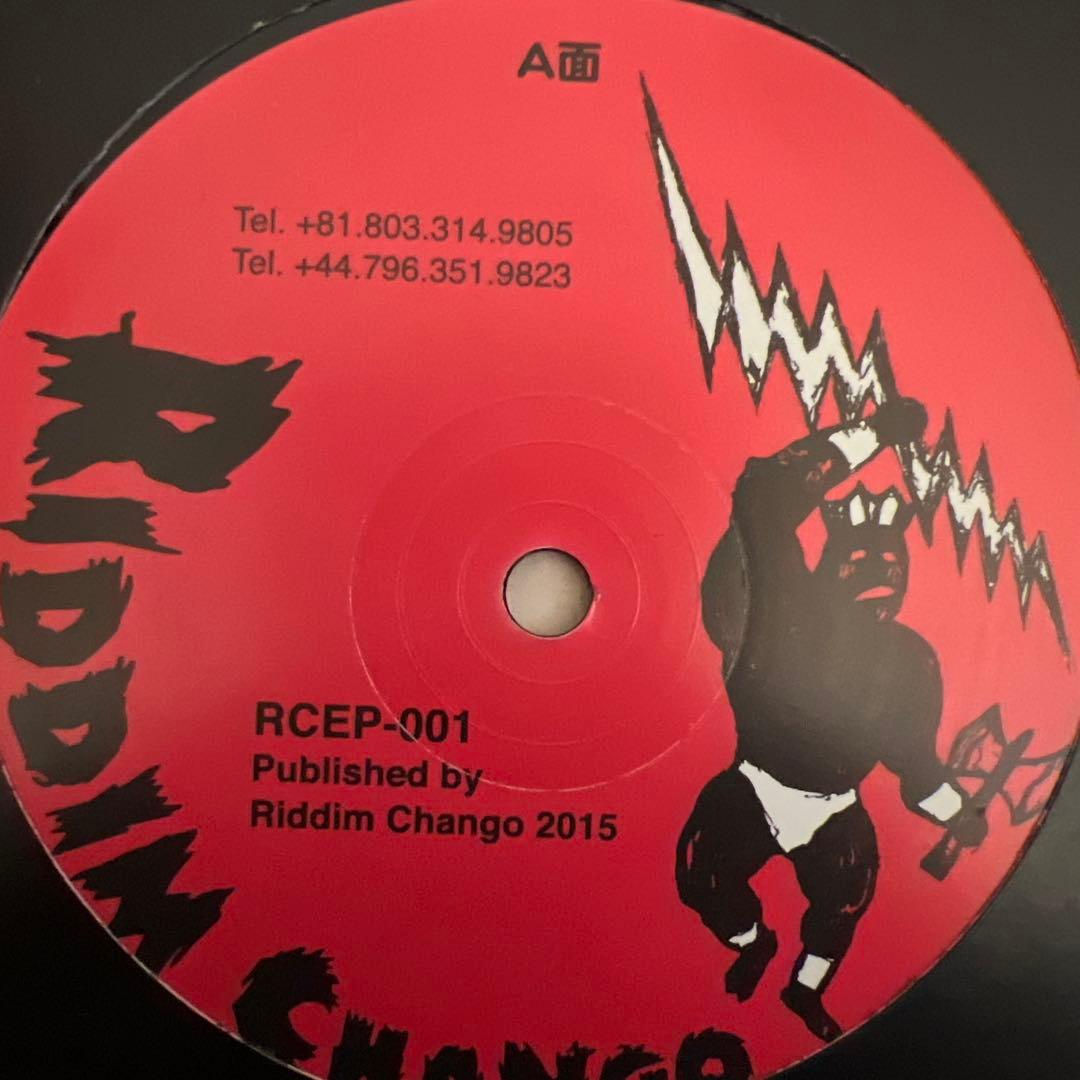 A面
Tel. +81.803.314.9805
Tel. +44.796.351.9823
RIDDIM CHANGO
RCEP-001
Published by
Riddim Chango 2015